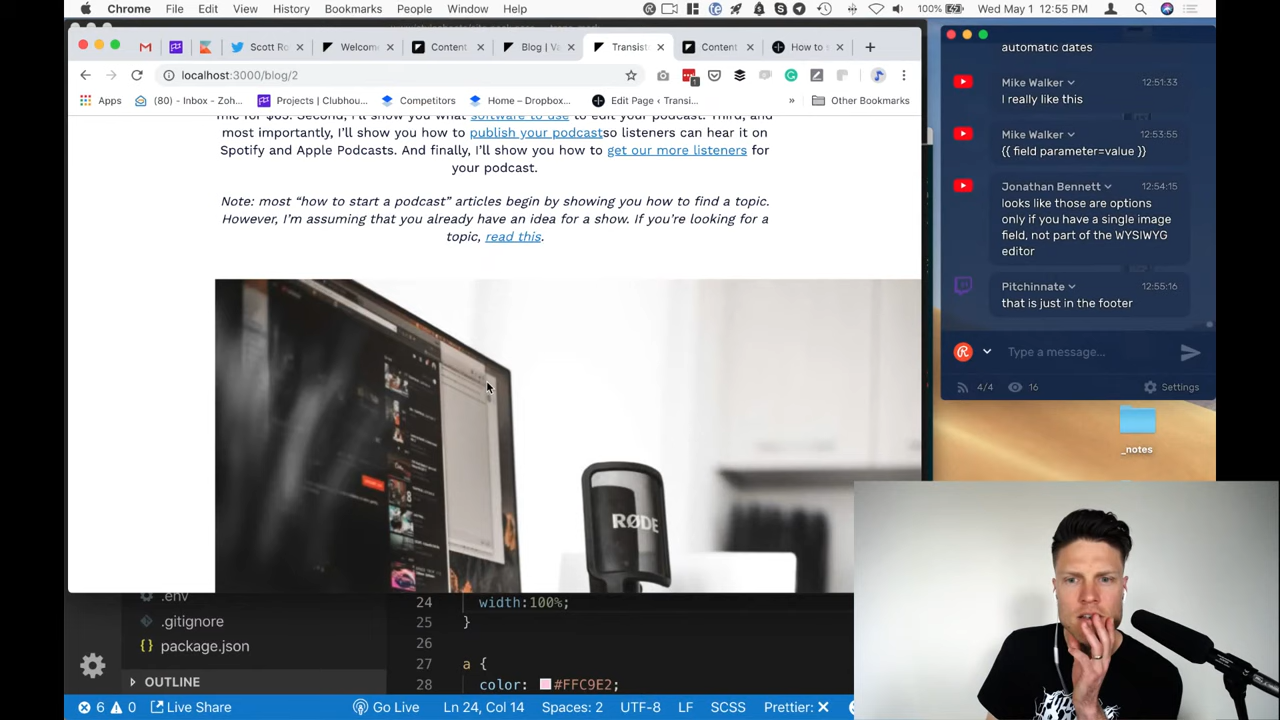 Chrome File Edit View History Bookmarks People Window Help 100% Wed May 1 12:55 PM
Scott R Welcom Content Blog | V Transist Content How to
localhost:3000/blog/2
Apps (80) - Inbox - Zoh... Projects | Clubhou... Competitors Home – Dropbox... Edit Page ‹ Transi... » Other Bookmarks
mic for $65. Second, I'll show you what software to use to edit your podcast. Third, and
most importantly, I'll show you how to publish your podcastso listeners can hear it on
Spotify and Apple Podcasts. And finally, I'll show you how to get our more listeners for
your podcast.
Note: most “how to start a podcast” articles begin by showing you how to find a topic.
However, I’m assuming that you already have an idea for a show. If you’re looking for a
topic, read this.
RØDE
automatic dates
Mike Walker 12:51:33
I really like this
Mike Walker 12:53:55
{{ field parameter=value }}
Jonathan Bennett 12:54:15
looks like those are options
only if you have a single image
field, not part of the WYSIWYG
editor
Pitchinnate 12:55:16
that is just in the footer
Type a message...
4/4 16 Settings
_notes
.env
.gitignore
package.json
OUTLINE
24 width:100%;
25 }
26
27 a {
28 color: #FFC9E2;
6 0 Live Share Go Live Ln 24, Col 14 Spaces: 2 UTF-8 LF SCSS Prettier: ✗